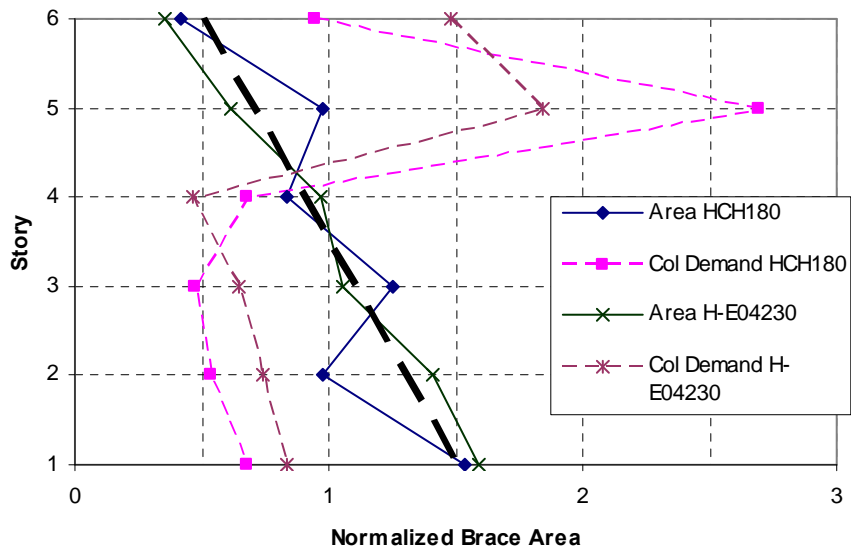 6
5
4
3
2
1
Story
0
1
2
3
Normalized Brace Area
Area HCH180
Col Demand HCH180
Area H-E04230
Col Demand H-
E04230